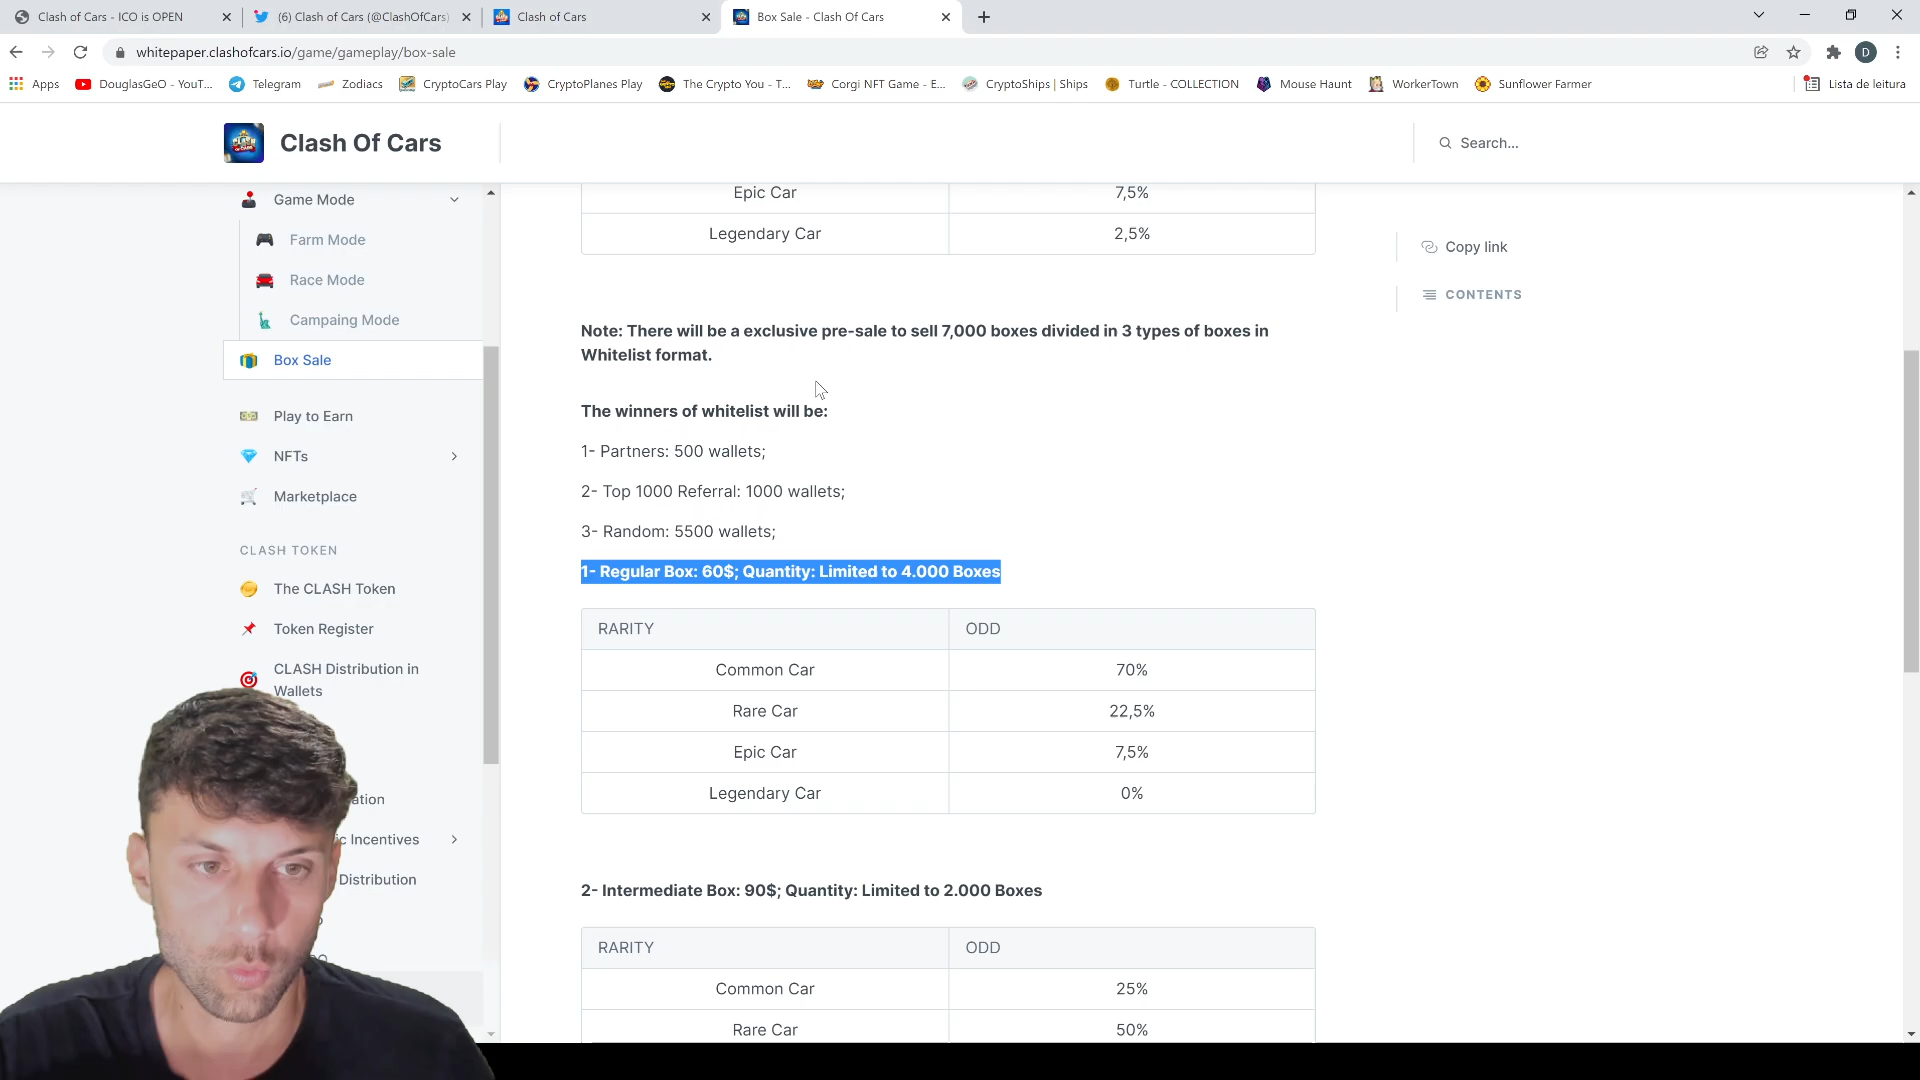 Clash of Cars - ICO is OPEN
(6) Clash of Cars (@ClashOfCars)
Clash of Cars
Box Sale - Clash Of Cars
whitepaper.clashofcars.io/game/gameplay/box-sale
D
Apps
DouglasGeO - YouT...
Telegram
Zodiacs
CryptoCars Play
CryptoPlanes Play
The Crypto You - T...
Corgi NFT Game - E...
CryptoShips | Ships
Turtle - COLLECTION
Mouse Haunt
WorkerTown
Sunflower Farmer
Lista de leitura
Clash Of Cars
Search...
Game Mode
Farm Mode
Race Mode
Campaing Mode
Box Sale
Play to Earn
NFTs
Marketplace
CLASH TOKEN
The CLASH Token
Token Register
CLASH Distribution in
Wallets
ation
c Incentives
Distribution
Epic Car 7,5%
Legendary Car 2,5%
Note: There will be a exclusive pre-sale to sell 7,000 boxes divided in 3 types of boxes in
Whitelist format.
The winners of whitelist will be:
1- Partners: 500 wallets;
2- Top 1000 Referral: 1000 wallets;
3- Random: 5500 wallets;
1- Regular Box: 60$; Quantity: Limited to 4.000 Boxes
RARITY ODD
Common Car 70%
Rare Car 22,5%
Epic Car 7,5%
Legendary Car 0%
2- Intermediate Box: 90$; Quantity: Limited to 2.000 Boxes
RARITY ODD
Common Car 25%
Rare Car 50%
Copy link
CONTENTS